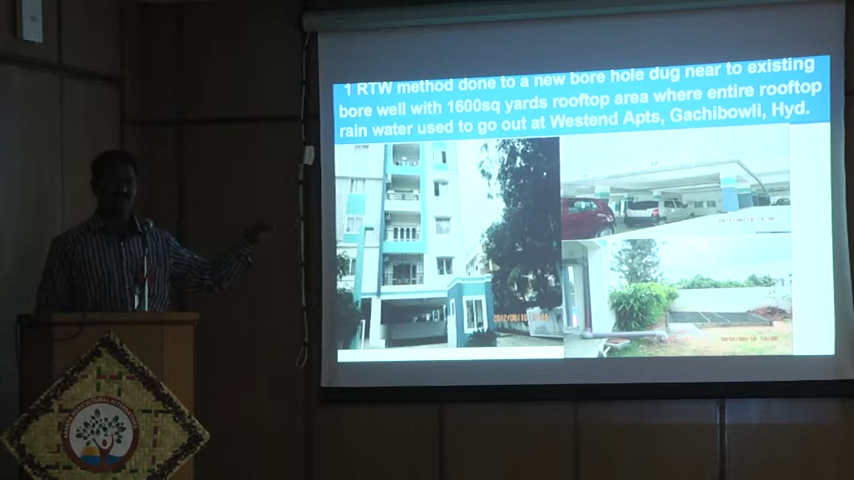 1 RTW method done to a new bore hole dug near to existing
bore well with 1600sq yards rooftop area where entire rooftop
rain water used to go out at Westend Apts, Gachibowli, Hyd.